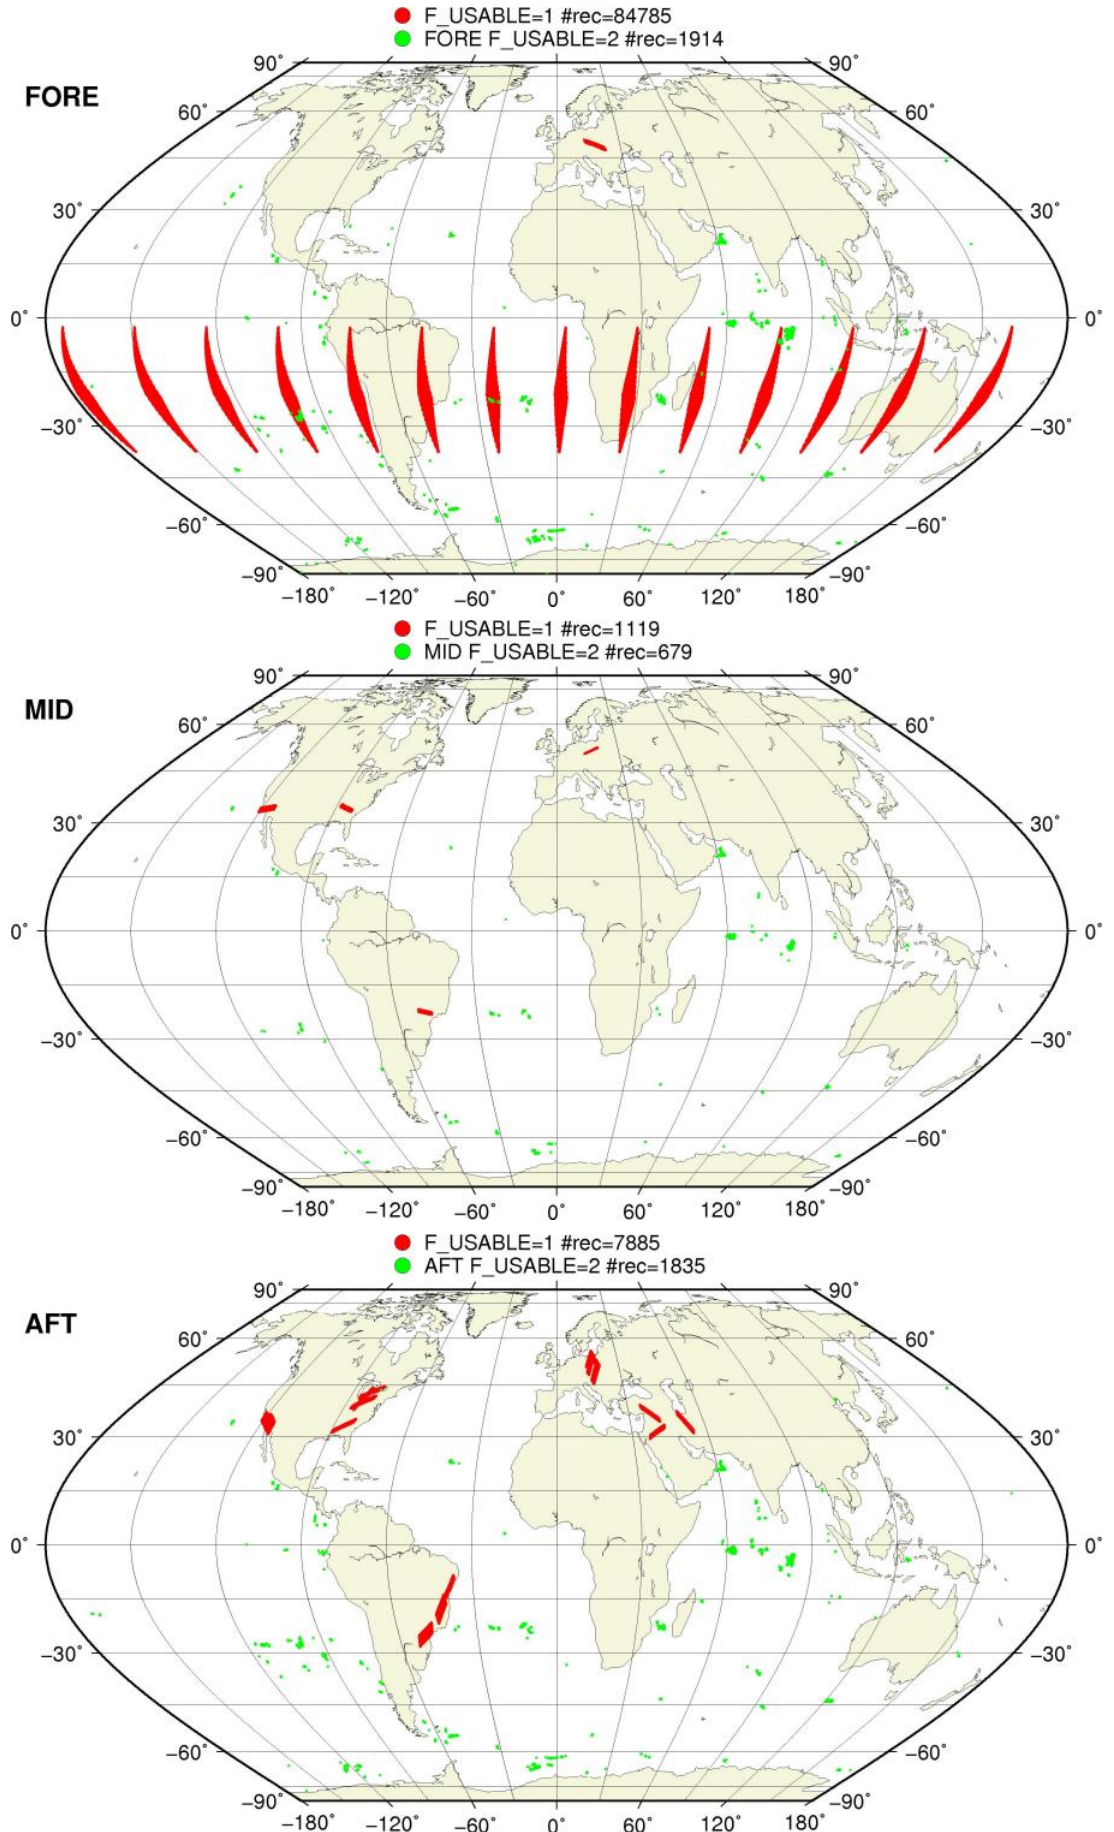 F_USABLE=1 #rec=84785
FORE F_USABLE=2 #rec=1914
90° 90°
FORE
60° 60°
30° 30°
0° 0°
−30° −30°
−60° −60°
−90° −90°
−180° −120° −60° 0° 60° 120° 180°
F_USABLE=1 #rec=1119
MID F_USABLE=2 #rec=679
90° 90°
MID
60° 60°
30° 30°
0° 0°
−30° −30°
−60° −60°
−90° −90°
−180° −120° −60° 0° 60° 120° 180°
F_USABLE=1 #rec=7885
AFT F_USABLE=2 #rec=1835
90° 90°
AFT
60° 60°
30° 30°
0° 0°
−30° −30°
−60° −60°
−90° −90°
−180° −120° −60° 0° 60° 120° 180°